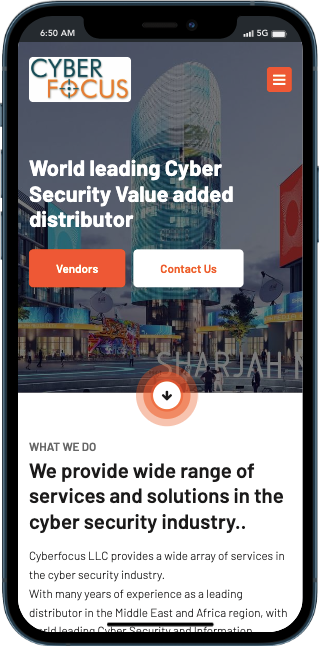 6:50 AM
5G
CYBER
FOCUS
World leading Cyber
Security Value added
distributor
Vendors
Contact Us
SHARJAH
WHAT WE DO
We provide wide range of
services and solutions in the
cyber security industry..
Cyberfocus LLC provides a wide array of services in
the cyber security industry.
With many years of experience as a leading
distributor in the Middle East and Africa region, with
world leading Cyber Security and Information